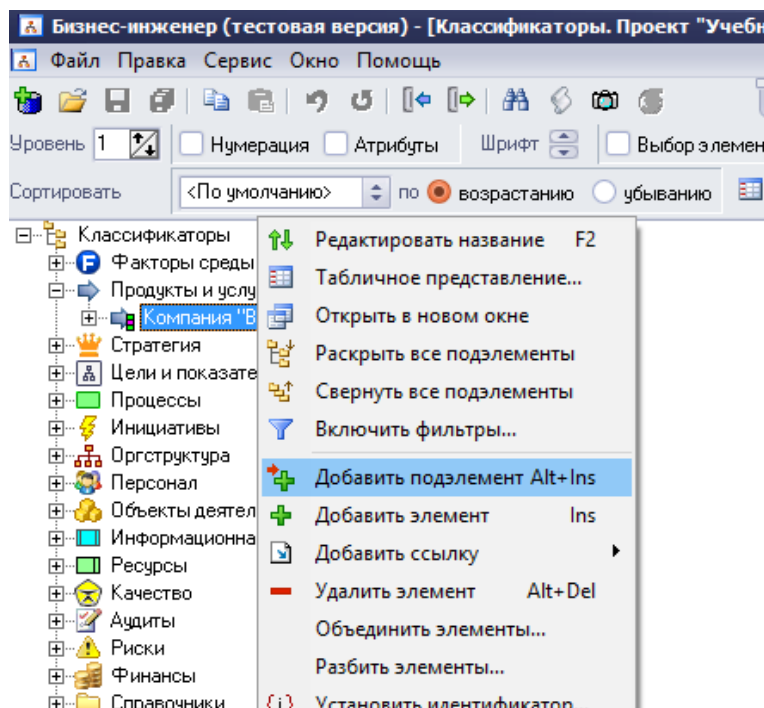 Бизнес-инженер (тестовая версия) - [Классификаторы. Проект "Учебн
Файл Правка Сервис Окно Помощь
Уровень 1 Нумерация Атрибуты Шрифт Выбор элемен
Сортировать <По умолчанию> по возрастанию убыванию
Классификаторы
Факторы среды
Продукты и услу
Компания "В
Стратегия
Цели и показате
Процессы
Инициативы
Оргструктура
Персонал
Объекты деятел
Информационна
Ресурсы
Качество
Аудиты
Риски
Финансы
Справочники
Редактировать название F2
Табличное представление...
Открыть в новом окне
Раскрыть все подэлементы
Свернуть все подэлементы
Включить фильтры...
Добавить подэлемент Alt+Ins
Добавить элемент Ins
Добавить ссылку
Удалить элемент Alt+Del
Объединить элементы...
Разбить элементы...
Установить идентификатор...